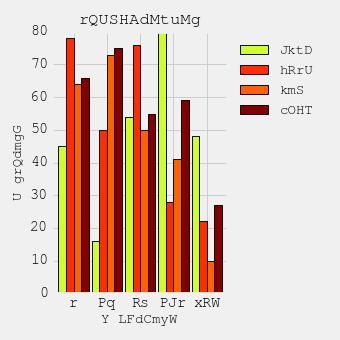 rQUSHAdMtuMg
80
70
60
50
40
30
20
10
0
U grQdmgG
r Pq Rs PJr xRW
Y LFdCmyW
JktD
hRrU
kmS
cOHT